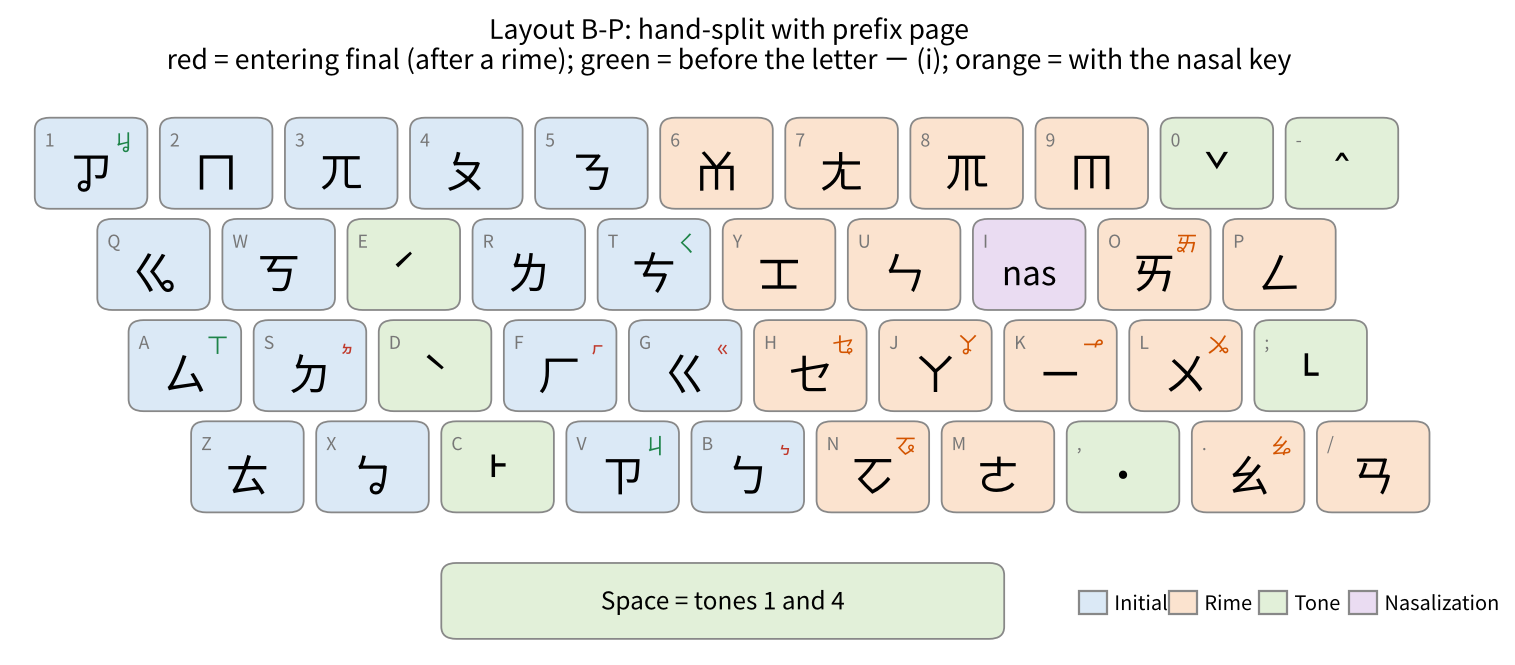 Layout B-P: hand-split with prefix page
red = entering final (after a rime); green = before the letter ㄧ (i); orange = with the nasal key
1 ㆡ ㆢ 2 ㄇ 3 ㄫ 4 ㄆ 5 ㄋ 6 ㆰ 7 ㄤ 8 ㆭ 9 ㆬ 0 ˇ - ˆ
Q ㆣ W ㄎ E ˊ R ㄌ T ㄘ ㄑ Y ㆲ U ㄣ I nas O ㄞ ㆮ P ㄥ
A ㄙ ㄒ S ㄉ ㆵ D ˋ F ㄏ ㆷ G ㄍ ㆻ H ㆤ ㆥ J ㄚ ㆩ K ㄧ ㆪ L ㄨ ㆫ ; ˪
Z ㄊ X ㆠ C ˫ V ㄗ ㄐ B ㄅ ㆴ N ㆦ ㆧ M ㄜ , ˙ . ㄠ ㆯ / ㄢ
Space = tones 1 and 4
Initial Rime Tone Nasalization